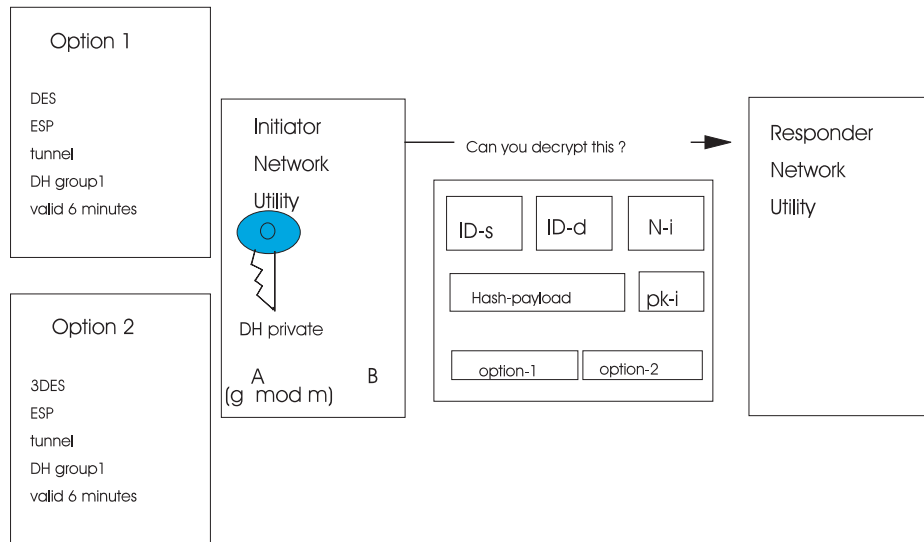 Option 1
DES
ESP
tunnel
DH group1
valid 6 minutes
Option 2
3DES
ESP
tunnel
DH group1
valid 6 minutes
Initiator
Network
Utility
DH private
A B
(g mod m)
Can you decrypt this ?
ID-s ID-d N-i
Hash-payload pk-i
option-1 option-2
Responder
Network
Utility